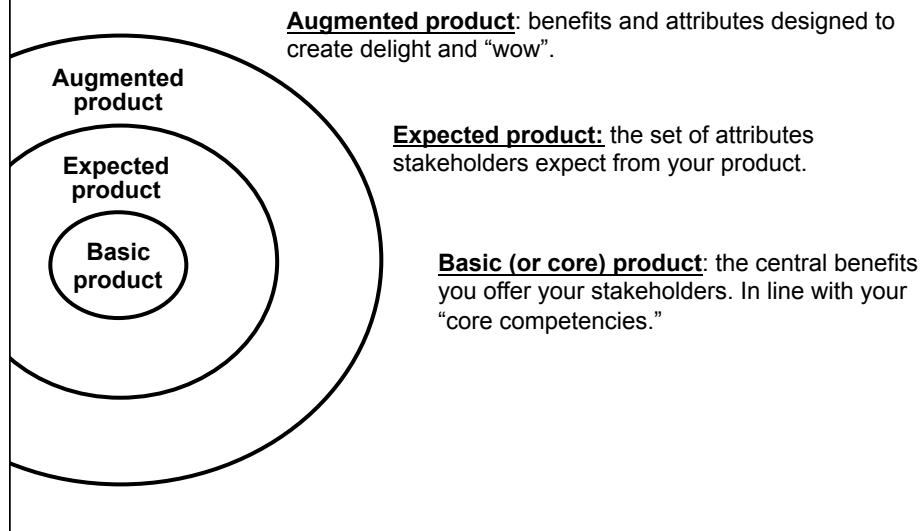 Augmented product: benefits and attributes designed to
create delight and “wow”.
Augmented
product
Expected product: the set of attributes
stakeholders expect from your product.
Expected
product
Basic (or core) product: the central benefits
you offer your stakeholders. In line with your
“core competencies.”
Basic
product